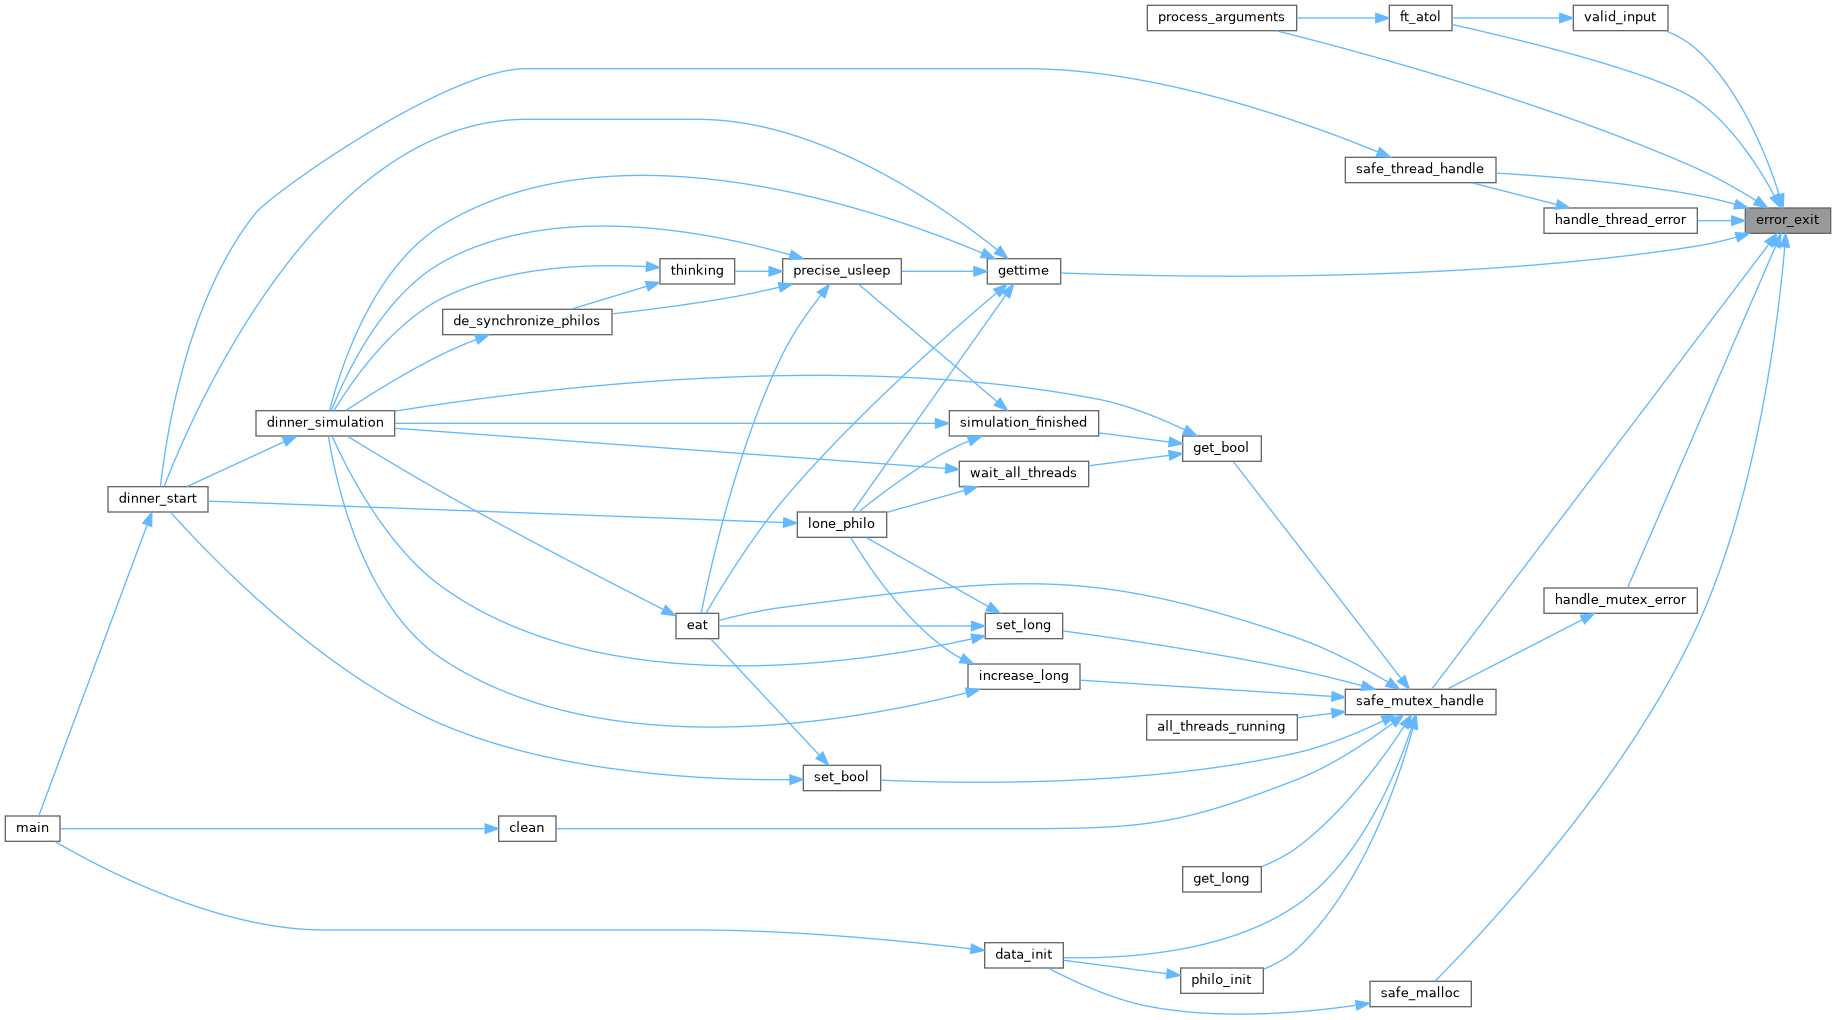 process_arguments
ft_atol
valid_input
safe_thread_handle
handle_thread_error
error_exit
thinking
precise_usleep
gettime
de_synchronize_philos
dinner_simulation
simulation_finished
get_bool
wait_all_threads
dinner_start
lone_philo
handle_mutex_error
eat
set_long
increase_long
safe_mutex_handle
all_threads_running
set_bool
main
clean
get_long
data_init
philo_init
safe_malloc